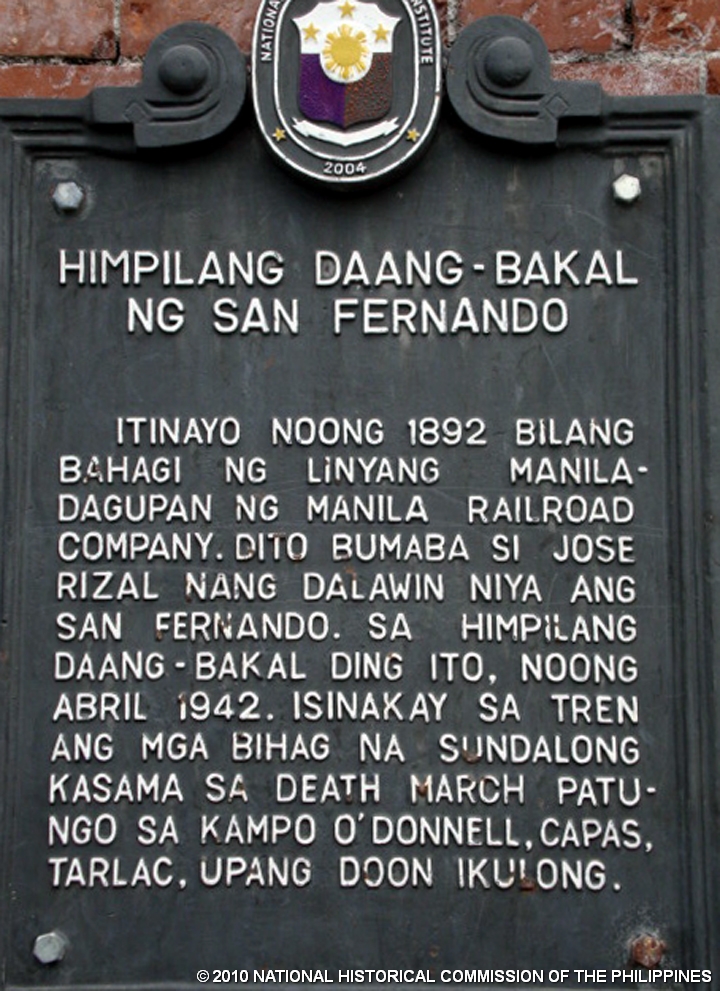 NATIONAL
INSTITUTE
2004
HIMPILANG DAANG-BAKAL
NG SAN FERNANDO
ITINAYO NOONG 1892 BILANG
BAHAGI NG LINYANG MANILA-
DAGUPAN NG MANILA RAILROAD
COMPANY. DITO BUMABA SI JOSE
RIZAL NANG DALAWIN NIYA ANG
SAN FERNANDO. SA HIMPILANG
DAANG-BAKAL DING ITO, NOONG
ABRIL 1942. ISINAKAY SA TREN
ANG MGA BIHAG NA SUNDALONG
KASAMA SA DEATH MARCH PATU-
NGO SA KAMPO O'DONNELL, CAPAS,
TARLAC, UPANG DOON IKULONG.
© 2010 NATIONAL HISTORICAL COMMISSION OF THE PHILIPPINES